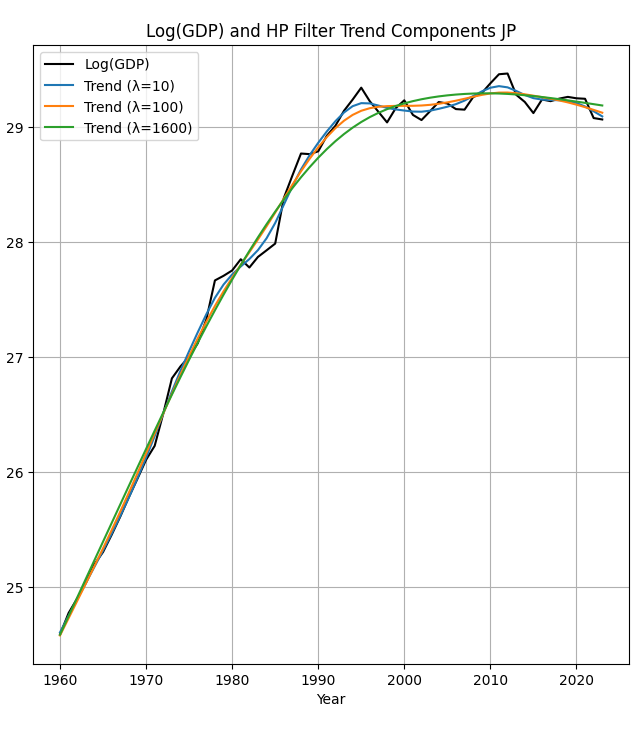 Log(GDP) and HP Filter Trend Components JP
Log(GDP)
Trend (λ=10)
Trend (λ=100)
Trend (λ=1600)
29
28
27
26
25
1960 1970 1980 1990 2000 2010 2020
Year